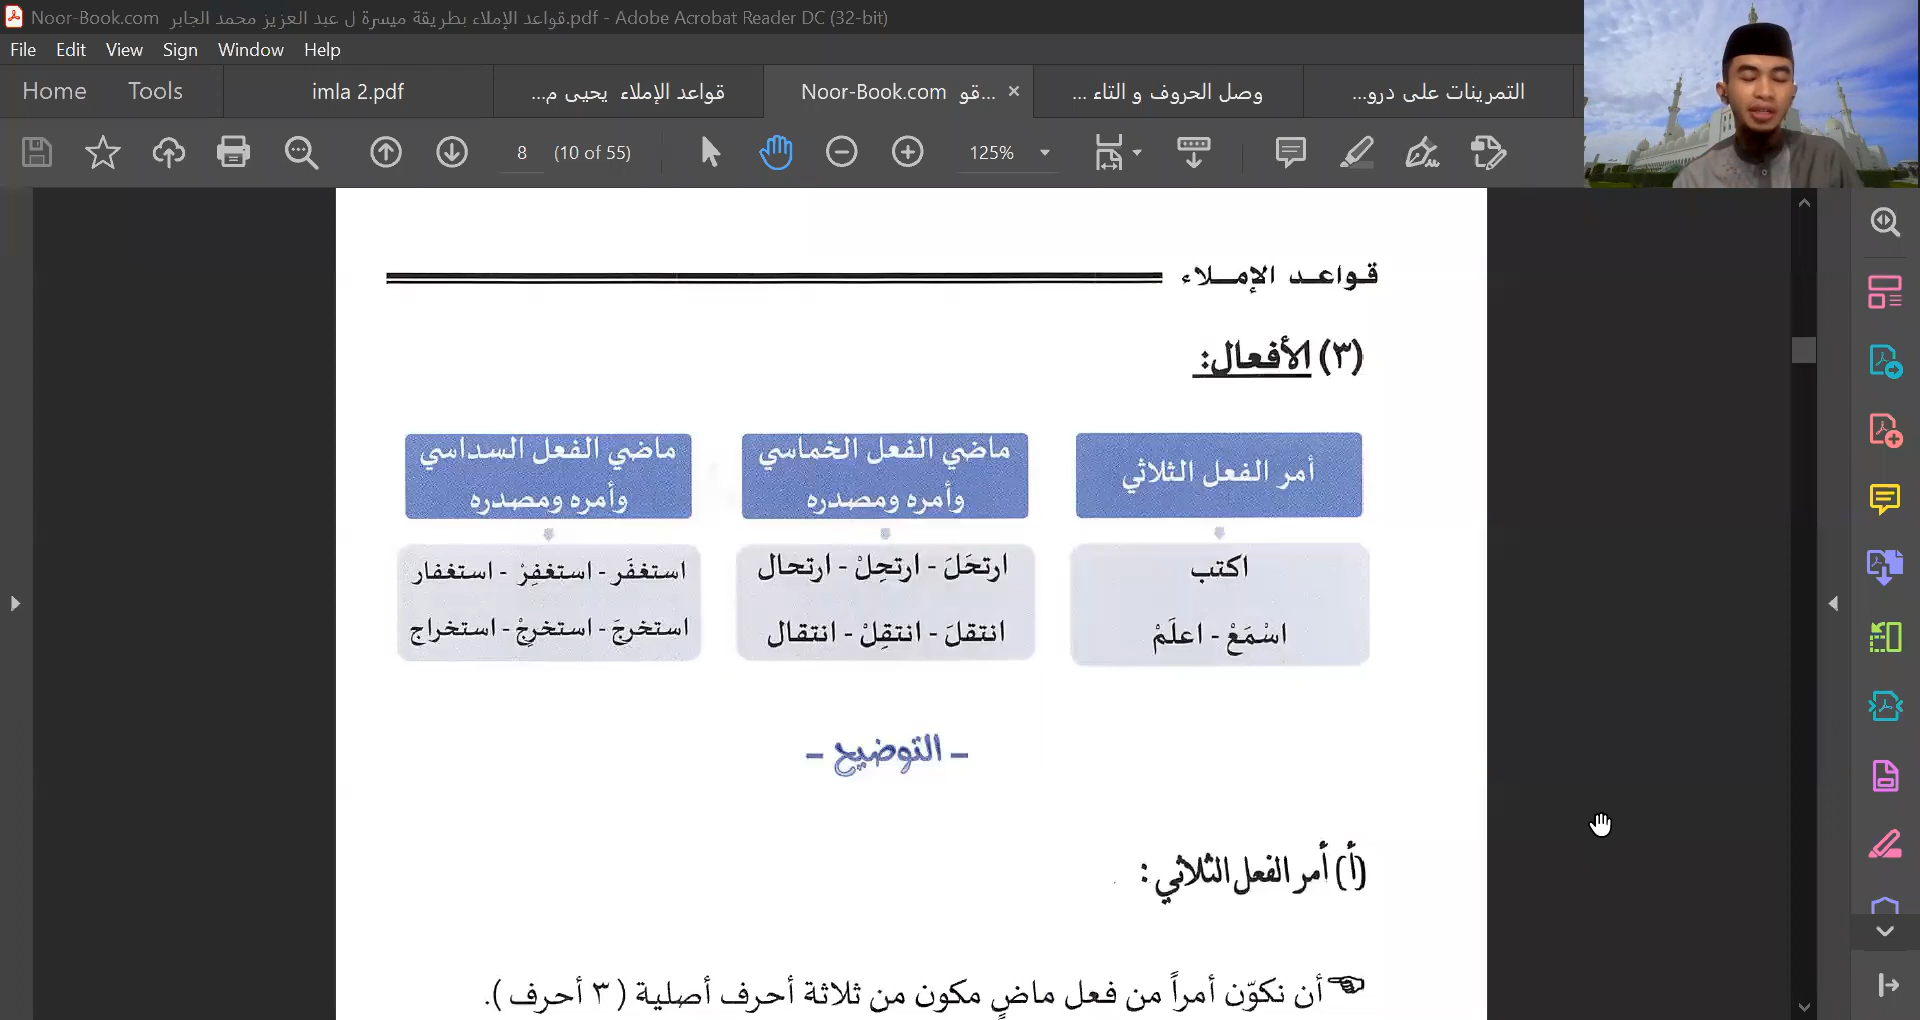 Noor-Book.com قواعد الإملاء بطريقة ميسرة ل عبد العزيز محمد الجابر.pdf - Adobe Acrobat Reader DC (32-bit)
File Edit View Sign Window Help
Home Tools imla 2.pdf قواعد الإملاء يحيى م... Noor-Book.com قو... × وصل الحروف و التاء ... التمرينات على درو...
8 (10 of 55) 125%
قواعد الإملاء
(٣) الأفعال:
أمر الفعل الثلاثي
ماضي الفعل الخماسي
وأمره ومصدره
ماضي الفعل السداسي
وأمره ومصدره
اكتب
اسْمَعْ - اعلَمْ
ارتحَلَ - ارتحِلْ - ارتحال
انتقلَ - انتقِلْ - انتقال
استغفَر - استغفِرْ - استغفار
استخرجَ - استخرِجْ - استخراج
- التوضيح -
(أ) أمر الفعل الثلاثي :
أن نكوّن أمراً من فعل ماضٍ مكون من ثلاثة أحرف أصلية ( ٣ أحرف ).